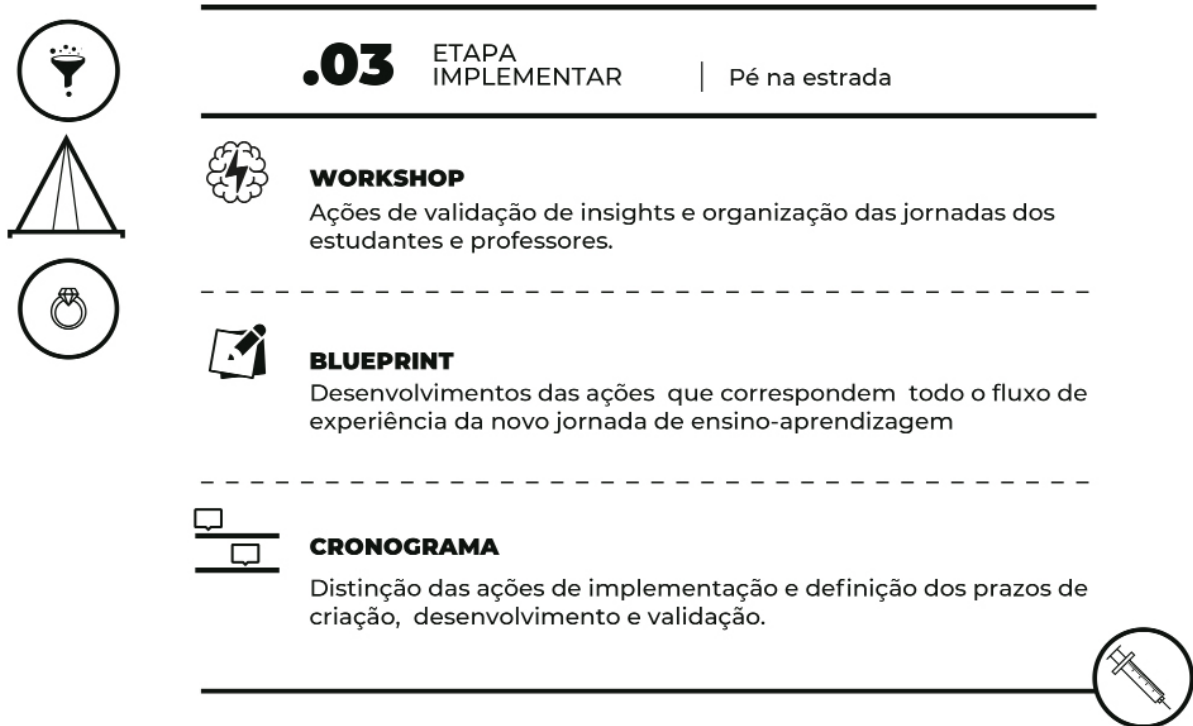 .03 ETAPA
IMPLEMENTAR | Pé na estrada
WORKSHOP
Ações de validação de insights e organização das jornadas dos
estudantes e professores.
BLUEPRINT
Desenvolvimentos das ações que correspondem todo o fluxo de
experiência da novo jornada de ensino-aprendizagem
CRONOGRAMA
Distinção das ações de implementação e definição dos prazos de
criação, desenvolvimento e validação.